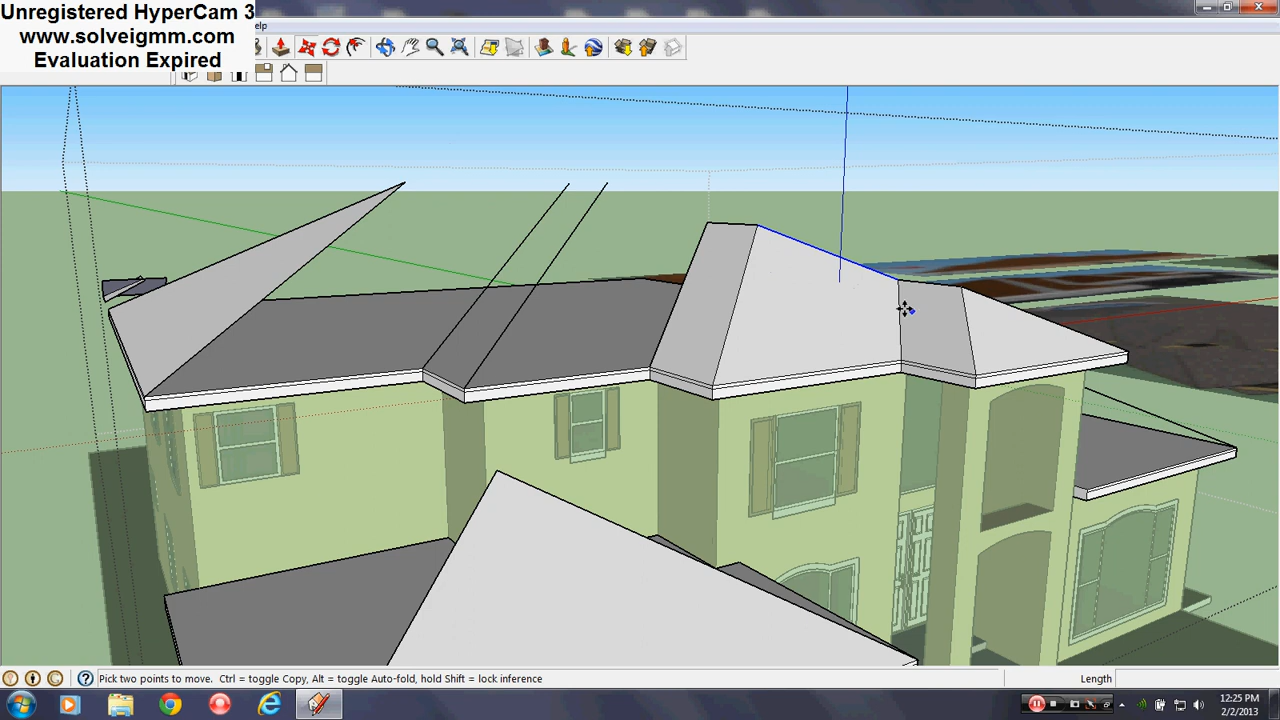 Unregistered HyperCam 3
www.solveigmm.com
Evaluation Expired
elp
Pick two points to move.  Ctrl = toggle Copy, Alt = toggle Auto-fold, hold Shift = lock inference
Length
12:25 PM
2/2/2013